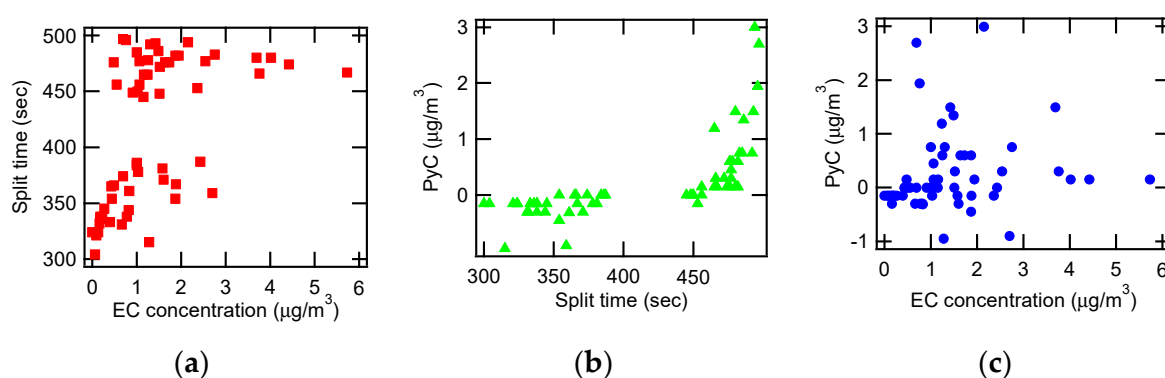 500
450
400
350
300
Split time (sec)
0 1 2 3 4 5 6
EC concentration (μg/m³)
(a)
3
2
1
0
-1
PyC (μg/m³)
300 350 400 450
Split time (sec)
(b)
3
2
1
0
-1
PyC (μg/m³)
0 1 2 3 4 5 6
EC concentration (μg/m³)
(c)